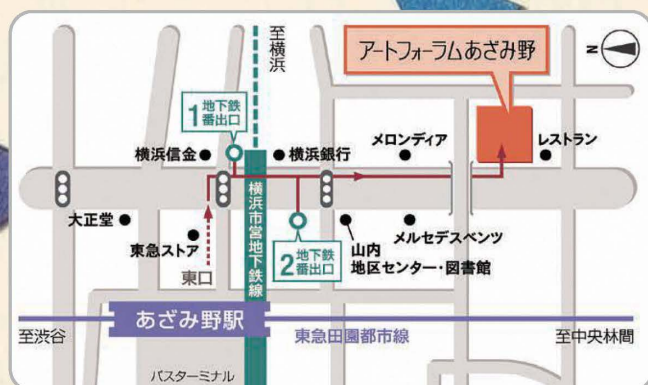 至横浜
アートフォーラムあざみ野
N
1 地下鉄
番出口
横浜信金
横浜銀行
メロンディア
レストラン
横浜市営地下鉄線
大正堂
東急ストア
東口
2 地下鉄
番出口
山内
地区センター・図書館
メルセデスベンツ
あざみ野駅
至渋谷
東急田園都市線
至中央林間
バスターミナル